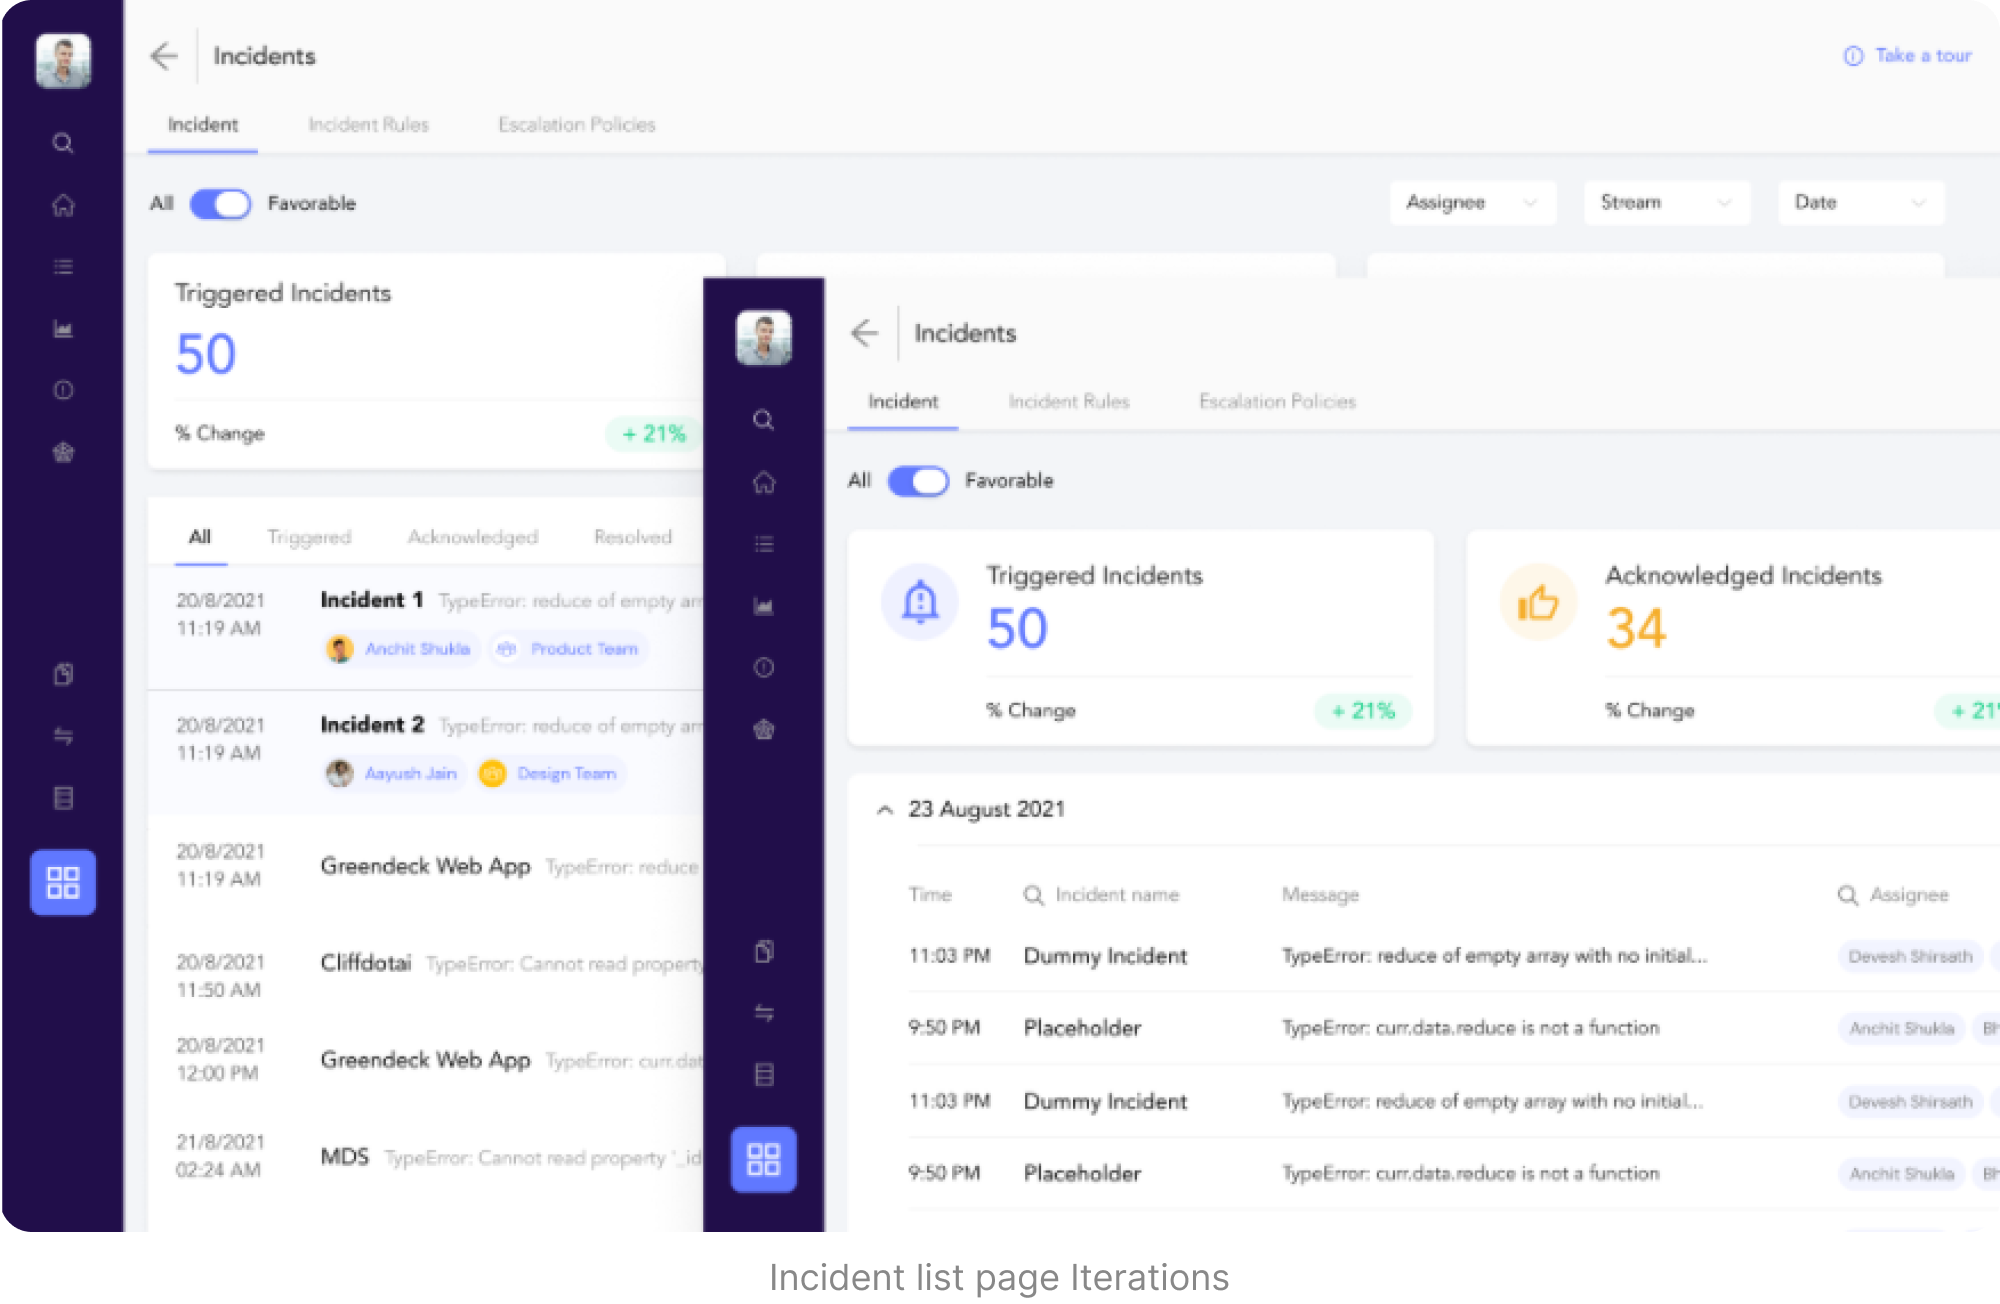 Incidents
Take a tour
Incident Incident Rules Escalation Policies
All Favorable Assignee Stream Date
Triggered Incidents
50
% Change + 21%
All Triggered Acknowledged Resolved
20/8/2021 Incident 1 TypeError: reduce of empty
11:19 AM
Anchit Shukla Product Team
20/8/2021 Incident 2 TypeError: reduce of empty
11:19 AM
Aayush Jain Design Team
20/8/2021
11:19 AM
Greendeck Web App TypeError: reduce
20/8/2021
11:50 AM
Cliffdotai TypeError: Cannot read property
20/8/2021
12:00 PM
Greendeck Web App TypeError: curr.dat
21/8/2021
02:24 AM
MDS TypeError: Cannot read property '_id
Incidents
Incident Incident Rules Escalation Policies
All Favorable
Triggered Incidents
50
% Change + 21%
Acknowledged Incidents
34
% Change + 21%
23 August 2021
Time Incident name Message Assignee
11:03 PM Dummy Incident TypeError: reduce of empty array with no initial... Devesh Shirsath
9:50 PM Placeholder TypeError: curr.data.reduce is not a function Anchit Shukla
11:03 PM Dummy Incident TypeError: reduce of empty array with no initial... Devesh Shirsath
9:50 PM Placeholder TypeError: curr.data.reduce is not a function Anchit Shukla
Incident list page Iterations